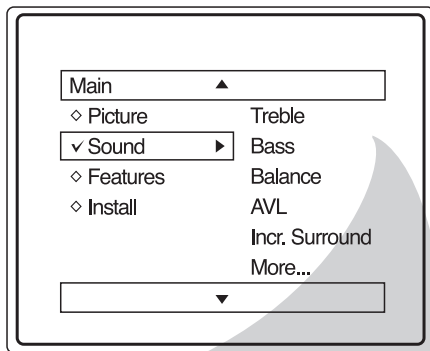 Main
Picture
Treble
Sound
Bass
Features
Balance
Install
AVL
Incr. Surround
More...